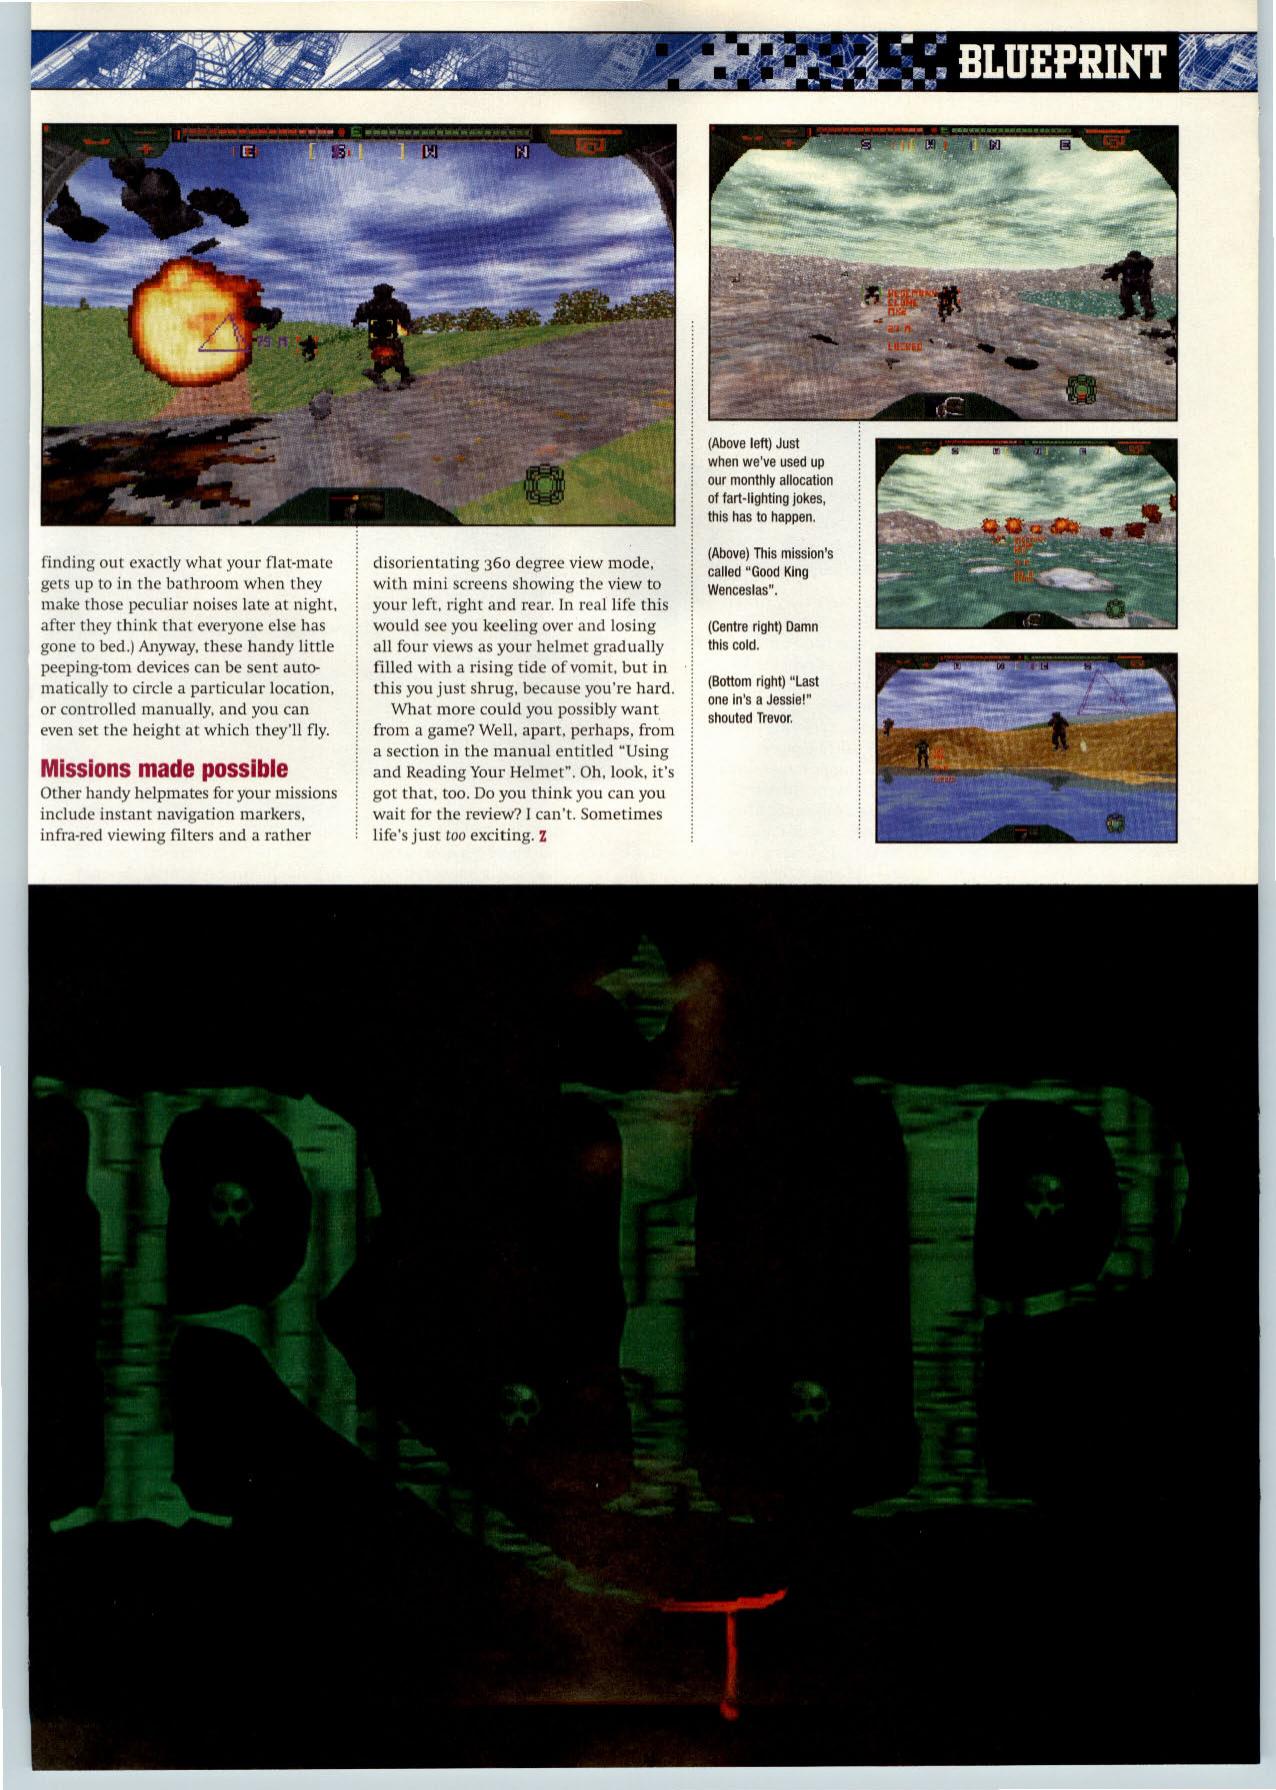 BLUEPRINT
E S W N
75 M
S W N E
CLONE
23 M
LOCKED
(Above left) Just
when we've used up
our monthly allocation
of fart-lighting jokes,
this has to happen.
(Above) This mission's
called "Good King
Wenceslas".
(Centre right) Damn
this cold.
(Bottom right) "Last
one in's a Jessie!"
shouted Trevor.
finding out exactly what your flat-mate
gets up to in the bathroom when they
make those peculiar noises late at night,
after they think that everyone else has
gone to bed.) Anyway, these handy little
peeping-tom devices can be sent auto-
matically to circle a particular location,
or controlled manually, and you can
even set the height at which they'll fly.
Missions made possible
Other handy helpmates for your missions
include instant navigation markers,
infra-red viewing filters and a rather
disorientating 360 degree view mode,
with mini screens showing the view to
your left, right and rear. In real life this
would see you keeling over and losing
all four views as your helmet gradually
filled with a rising tide of vomit, but in
this you just shrug, because you're hard.
What more could you possibly want
from a game? Well, apart, perhaps, from
a section in the manual entitled "Using
and Reading Your Helmet". Oh, look, it's
got that, too. Do you think you can you
wait for the review? I can't. Sometimes
life's just too exciting. Z
R.i.P